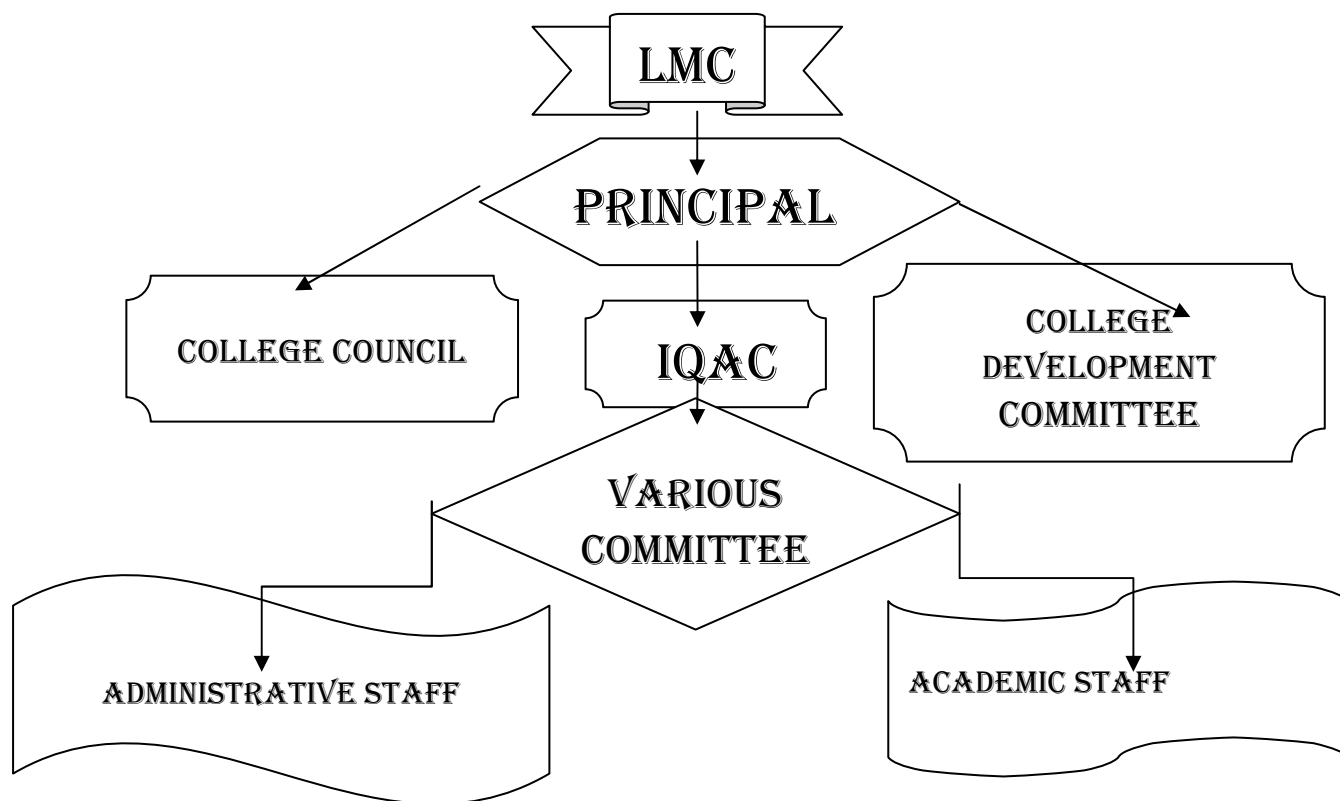 LMC
PRINCIPAL
COLLEGE COUNCIL
IQAC
COLLEGE
DEVELOPMENT
COMMITTEE
VARIOUS
COMMITTEE
ADMINISTRATIVE STAFF
ACADEMIC STAFF